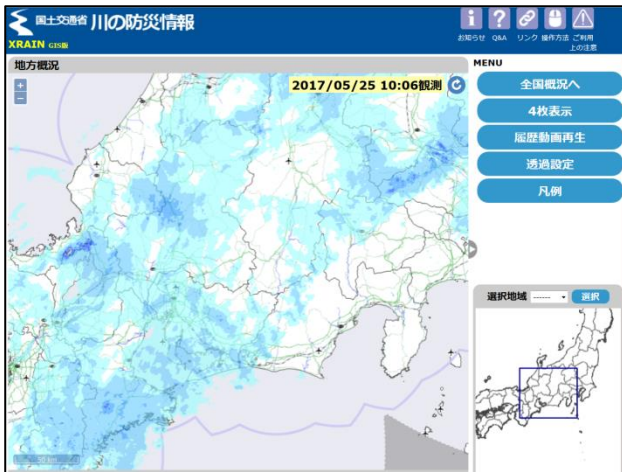 国土交通省 川の防災情報
XRAIN GIS版
お知らせ Q&A リンク 操作方法 ご利用上の注意
地方概況
MENU
2017/05/25 10:06観測
全国概況へ
4枚表示
履歴動画再生
透過設定
凡例
選択地域 ------ 選択